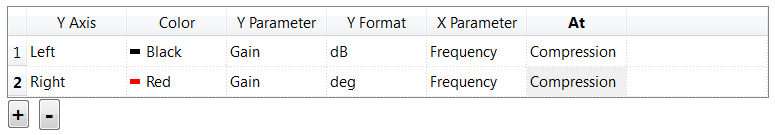 Y Axis Color Y Parameter Y Format X Parameter At
1 Left Black Gain dB Frequency Compression
2 Right Red Gain deg Frequency Compression
+ -